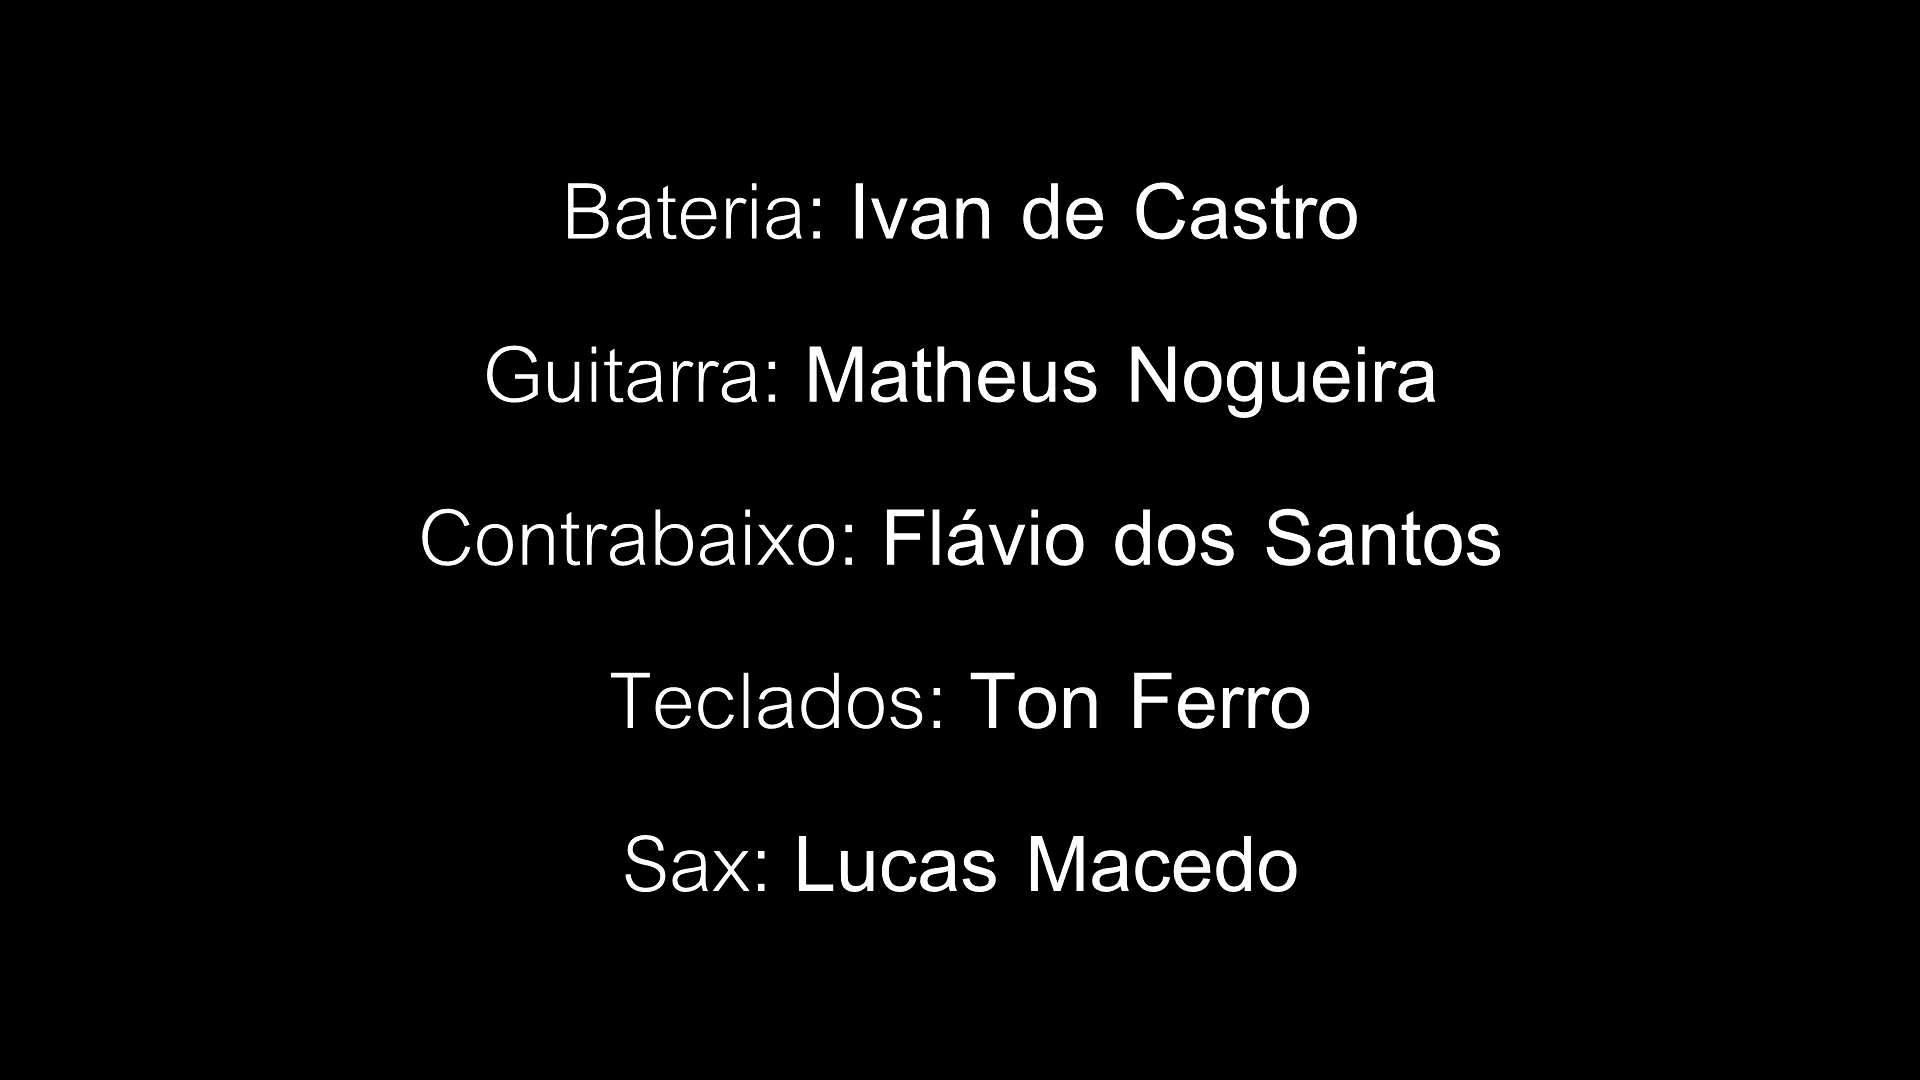 Bateria: Ivan de Castro
Guitarra: Matheus Nogueira
Contrabaixo: Flávio dos Santos
Teclados: Ton Ferro
Sax: Lucas Macedo